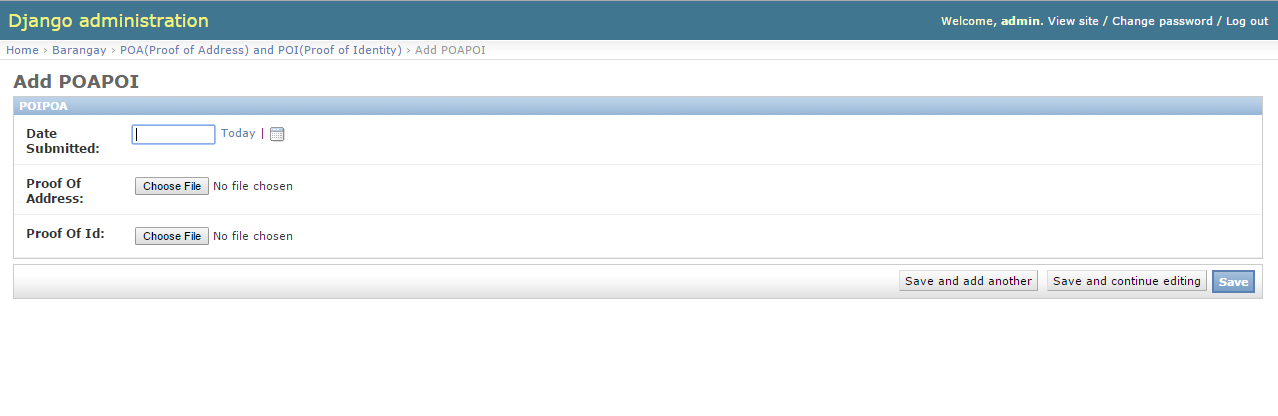 Django administration
Welcome, admin. View site / Change password / Log out
Home › Barangay › POA(Proof of Address) and POI(Proof of Identity) › Add POAPOI
Add POAPOI
POIPOA
Date
Submitted:
Today |
Proof Of
Address:
Choose File No file chosen
Proof Of Id:
Choose File No file chosen
Save and add another
Save and continue editing
Save